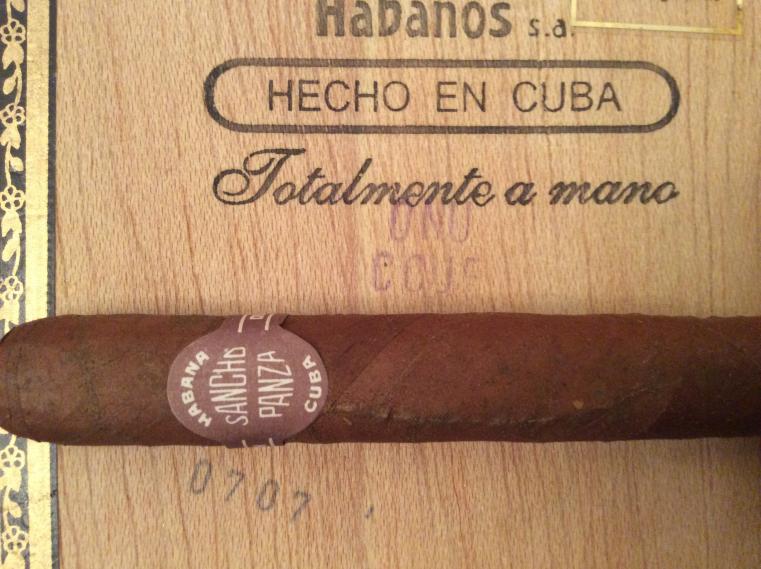 Habanos s.a.
HECHO EN CUBA
Totalmente a mano
HABANA
SANCHO
PANZA
CUBA
0707